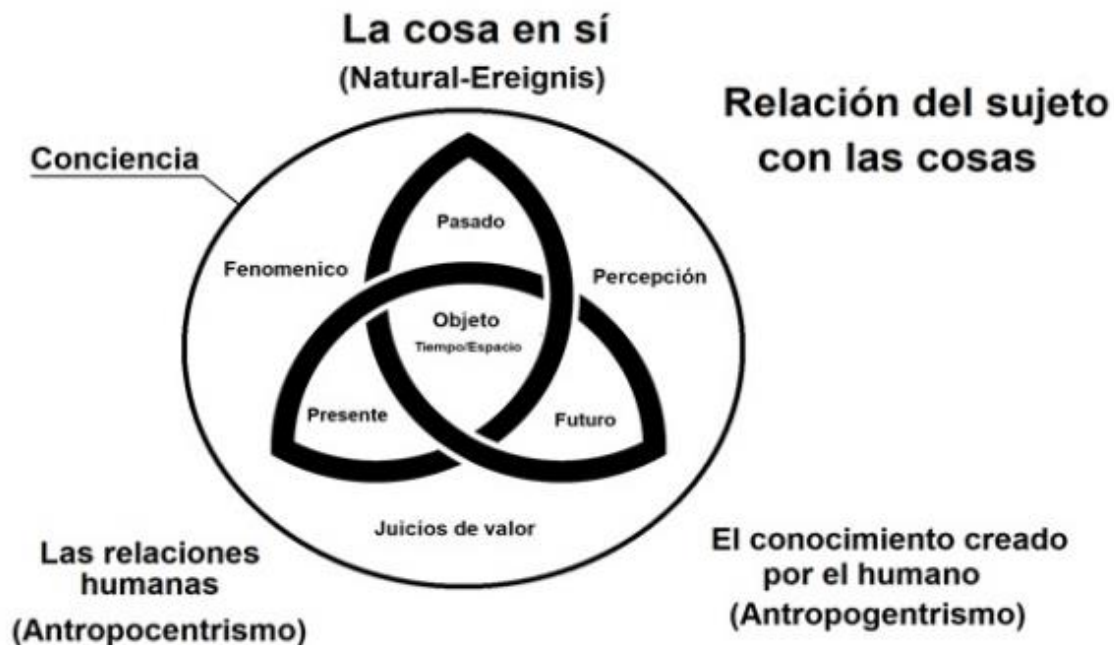 La cosa en sí
(Natural-Ereignis)
Relación del sujeto
con las cosas
Conciencia
Pasado
Fenomenico
Percepción
Objeto
Tiempo/Espacio
Presente
Futuro
Juicios de valor
Las relaciones
humanas
(Antropocentrismo)
El conocimiento creado
por el humano
(Antropogentrismo)